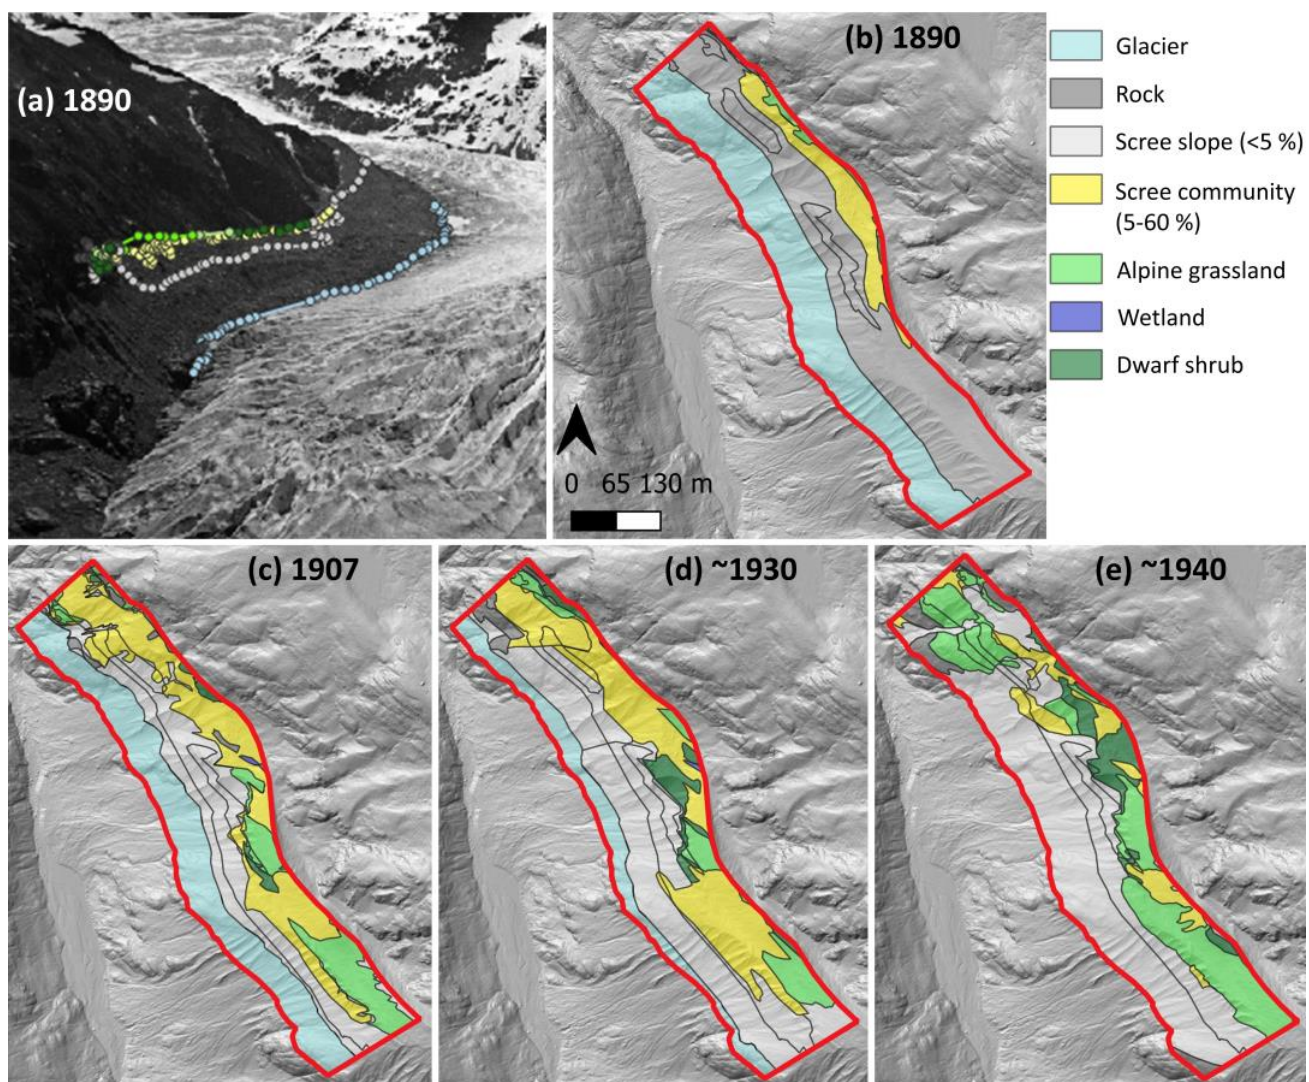 (a) 1890
(b) 1890
0 65 130 m
Glacier
Rock
Scree slope (<5 %)
Scree community
(5-60 %)
Alpine grassland
Wetland
Dwarf shrub
(c) 1907
(d) ~1930
(e) ~1940